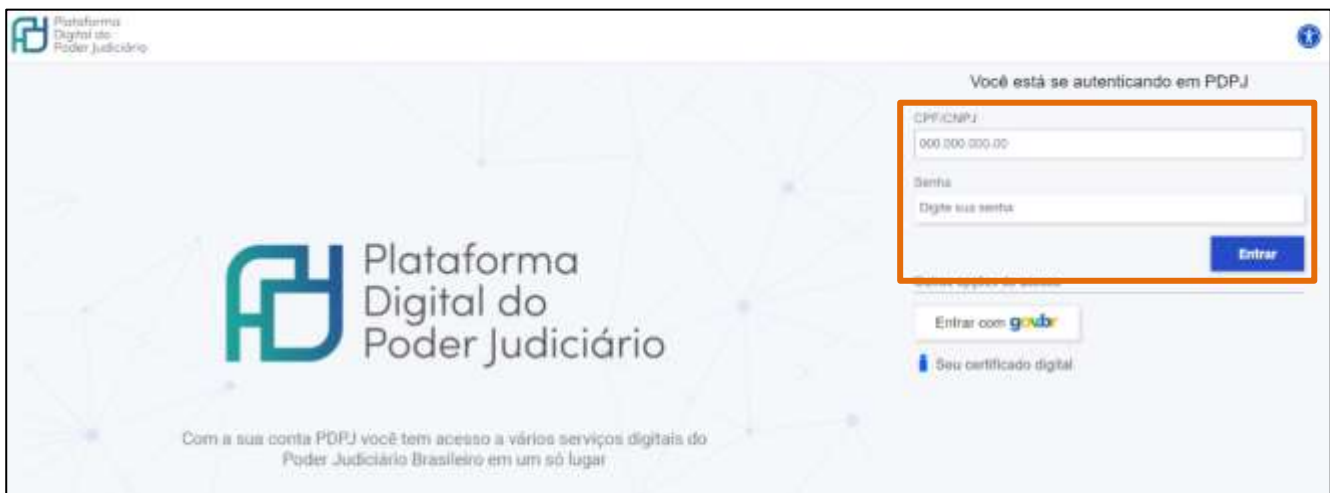 Plataforma
Digital do
Poder Judiciário
Você está se autenticando em PDPJ
CPF/CNPJ
000.000.000-00
Senha
Digite sua senha
Entrar
Entrar com gov.br
Seu certificado digital
Plataforma
Digital do
Poder Judiciário
Com a sua conta PDPJ você tem acesso a vários serviços digitais do
Poder Judiciário Brasileiro em um só lugar